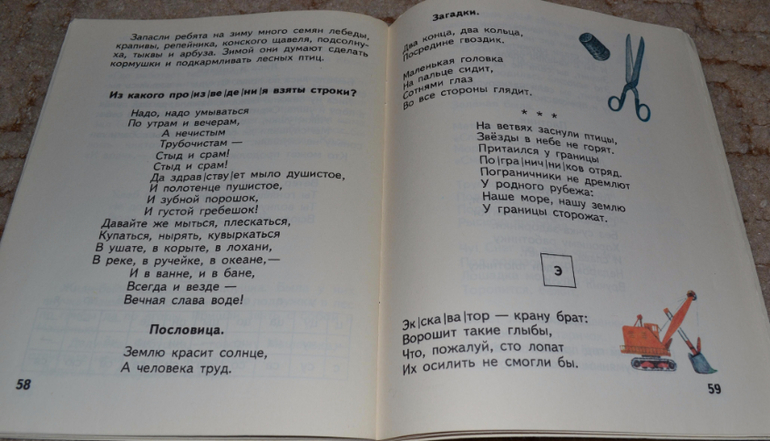 Запасли ребята на зиму много семян лебеды,
крапивы, репейника, конского щавеля, подсолну-
ха, тыквы и арбуза. Зимой они думают сделать
кормушки и подкармливать лесных птиц.
Из какого про|из|ве|де|ни|я взяты строки?
Надо, надо умываться
По утрам и вечерам,
А нечистым
Трубочистам —
Стыд и срам!
Стыд и срам!
Да здрав|ству|ет мыло душистое,
И полотенце пушистое,
И зубной порошок,
И густой гребешок!
Давайте же мыться, плескаться,
Купаться, нырять, кувыркаться
В ушате, в корыте, в лохани,
В реке, в ручейке, в океане,—
И в ванне, и в бане,
Всегда и везде —
Вечная слава воде!
Пословица.
Землю красит солнце,
А человека труд.
58
Загадки.
Два конца, два кольца,
Посредине гвоздик.
Маленькая головка
На пальце сидит,
Сотнями глаз
Во все стороны глядит.
* * *
На ветвях заснули птицы,
Звёзды в небе не горят.
Притаился у границы
По|гра|нич|ни|ков отряд.
Пограничники не дремлют
У родного рубежа:
Наше море, нашу землю
У границы сторожат.
Э
Эк|ска|ва|тор — крану брат:
Ворошит такие глыбы,
Что, пожалуй, сто лопат
Их осилить не смогли бы.
59